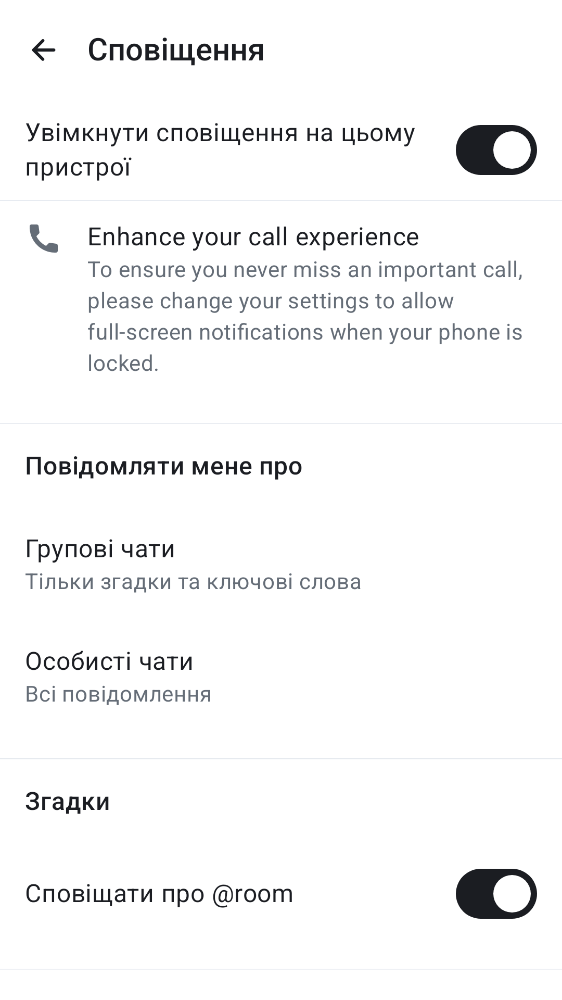 Сповіщення
Увімкнути сповіщення на цьому
пристрої
Enhance your call experience
To ensure you never miss an important call,
please change your settings to allow
full-screen notifications when your phone is
locked.
Повідомляти мене про
Групові чати
Тільки згадки та ключові слова
Особисті чати
Всі повідомлення
Згадки
Сповіщати про @room